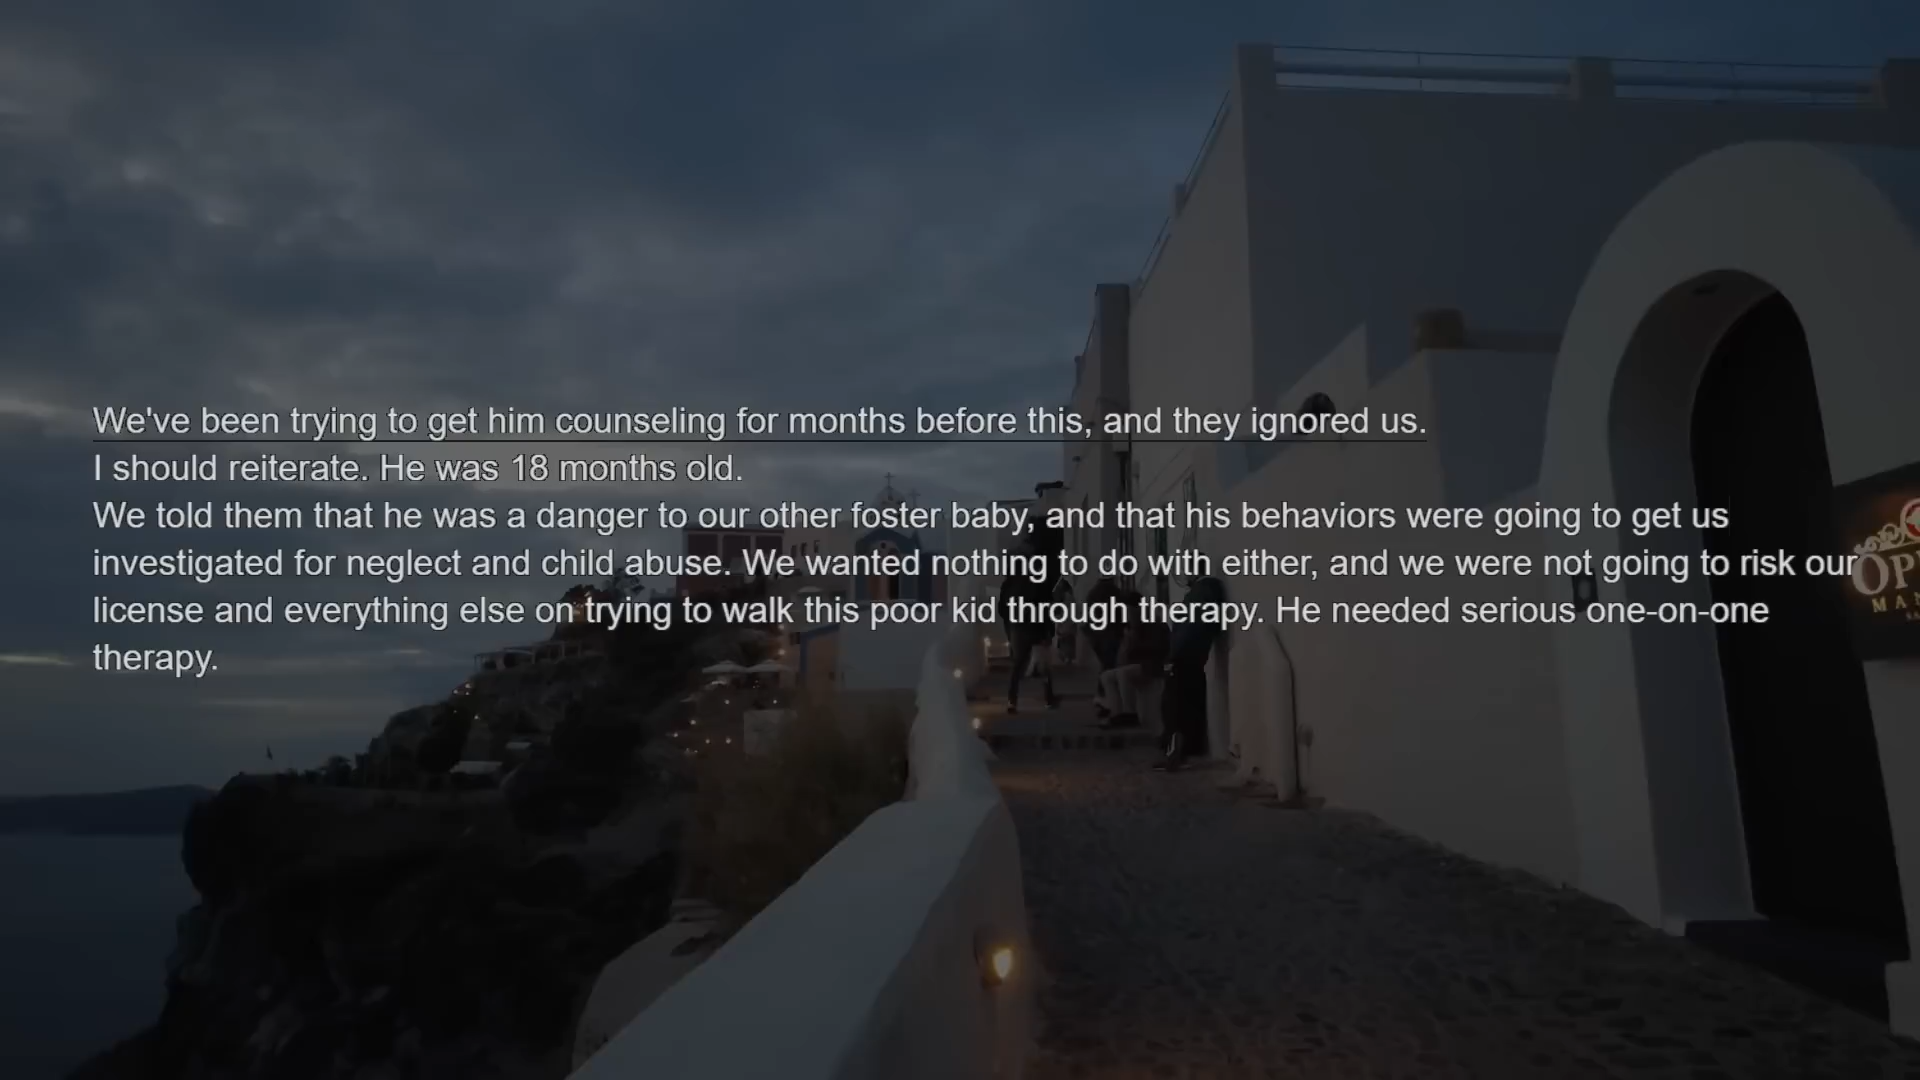 We've been trying to get him counseling for months before this, and they ignored us.
I should reiterate. He was 18 months old.
We told them that he was a danger to our other foster baby, and that his behaviors were going to get us
investigated for neglect and child abuse. We wanted nothing to do with either, and we were not going to risk our
license and everything else on trying to walk this poor kid through therapy. He needed serious one-on-one
therapy.